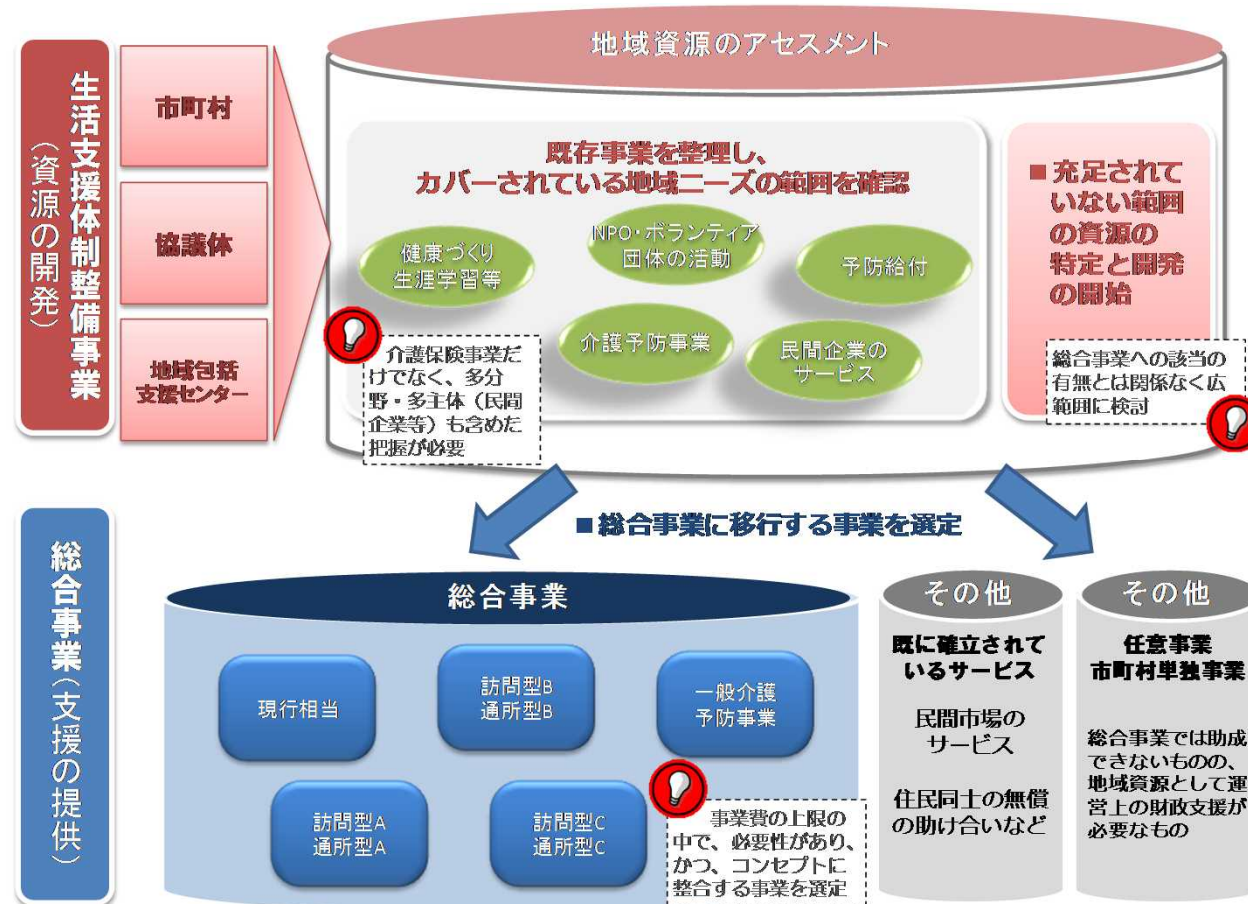 生活支援体制整備事業
（資源の開発）
市町村
協議体
地域包括
支援センター
地域資源のアセスメント
既存事業を整理し、
カバーされている地域ニーズの範囲を確認
健康づくり
生涯学習等
NPO・ボランティア
団体の活動
予防給付
介護予防事業
民間企業の
サービス
介護保険事業だ
けでなく、多分
野・多主体（民間
企業等）も含めた
把握が必要
■充足されて
いない範囲
の資源の
特定と開発
の開始
総合事業への該当の
有無とは関係なく広
範囲に検討
■総合事業に移行する事業を選定
総合事業（支援の提供）
総合事業
現行相当
訪問型B
通所型B
一般介護
予防事業
訪問型A
通所型A
訪問型C
通所型C
事業費の上限の
中で、必要性があり、
かつ、コンセプトに
整合する事業を選定
その他
既に確立されて
いるサービス
民間市場の
サービス
住民同士の無償
の助け合いなど
その他
任意事業
市町村単独事業
総合事業では助成
できないものの、
地域資源として運
営上の財政支援が
必要なもの